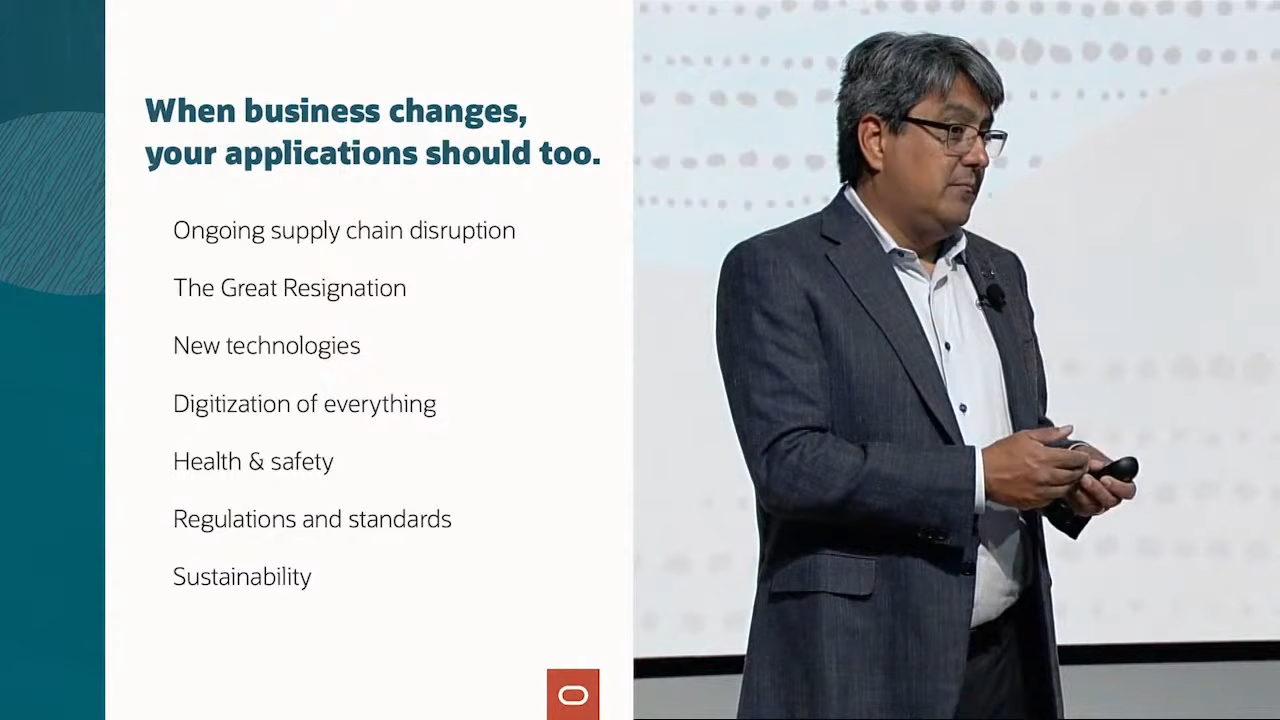 When business changes,
your applications should too.
Ongoing supply chain disruption
The Great Resignation
New technologies
Digitization of everything
Health & safety
Regulations and standards
Sustainability